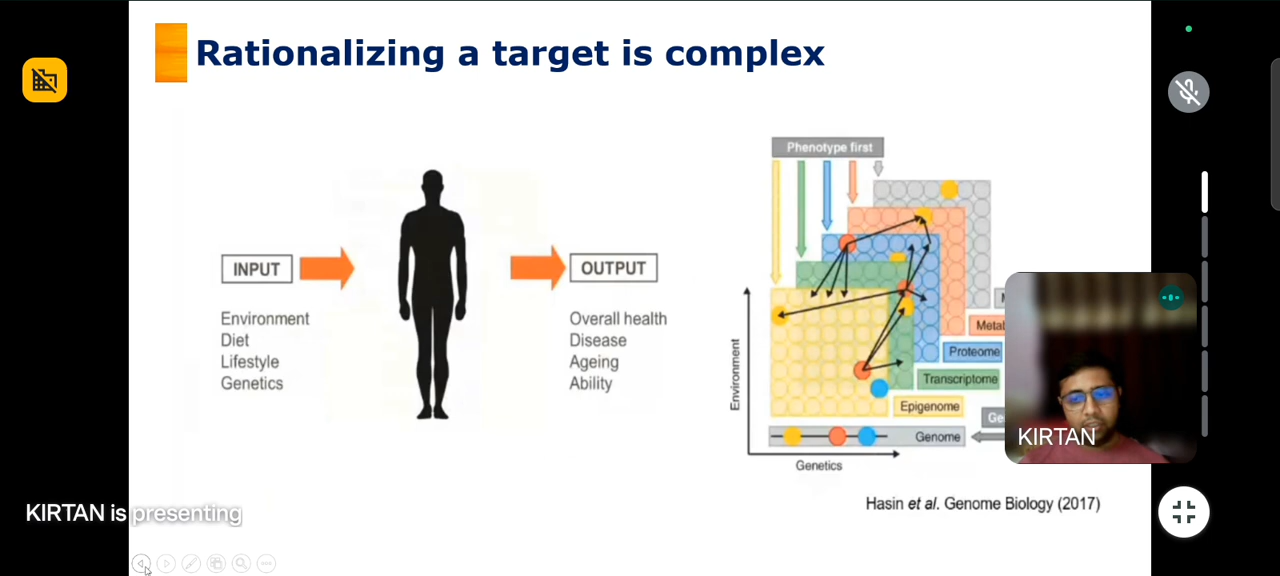 Rationalizing a target is complex
Phenotype first
INPUT
OUTPUT
Environment
Diet
Lifestyle
Genetics
Overall health
Disease
Ageing
Ability
Environment
Proteome
Transcriptome
Epigenome
Genome
Genetics
KIRTAN
Hasin et al. Genome Biology (2017)
KIRTAN is presenting